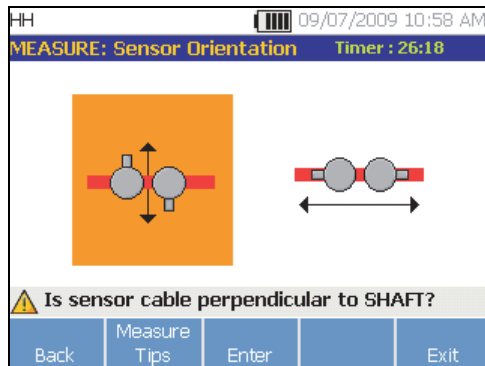 HH 09/07/2009 10:58 AM
MEASURE: Sensor Orientation Timer : 26:18
Is sensor cable perpendicular to SHAFT?
Back Measure Tips Enter Exit